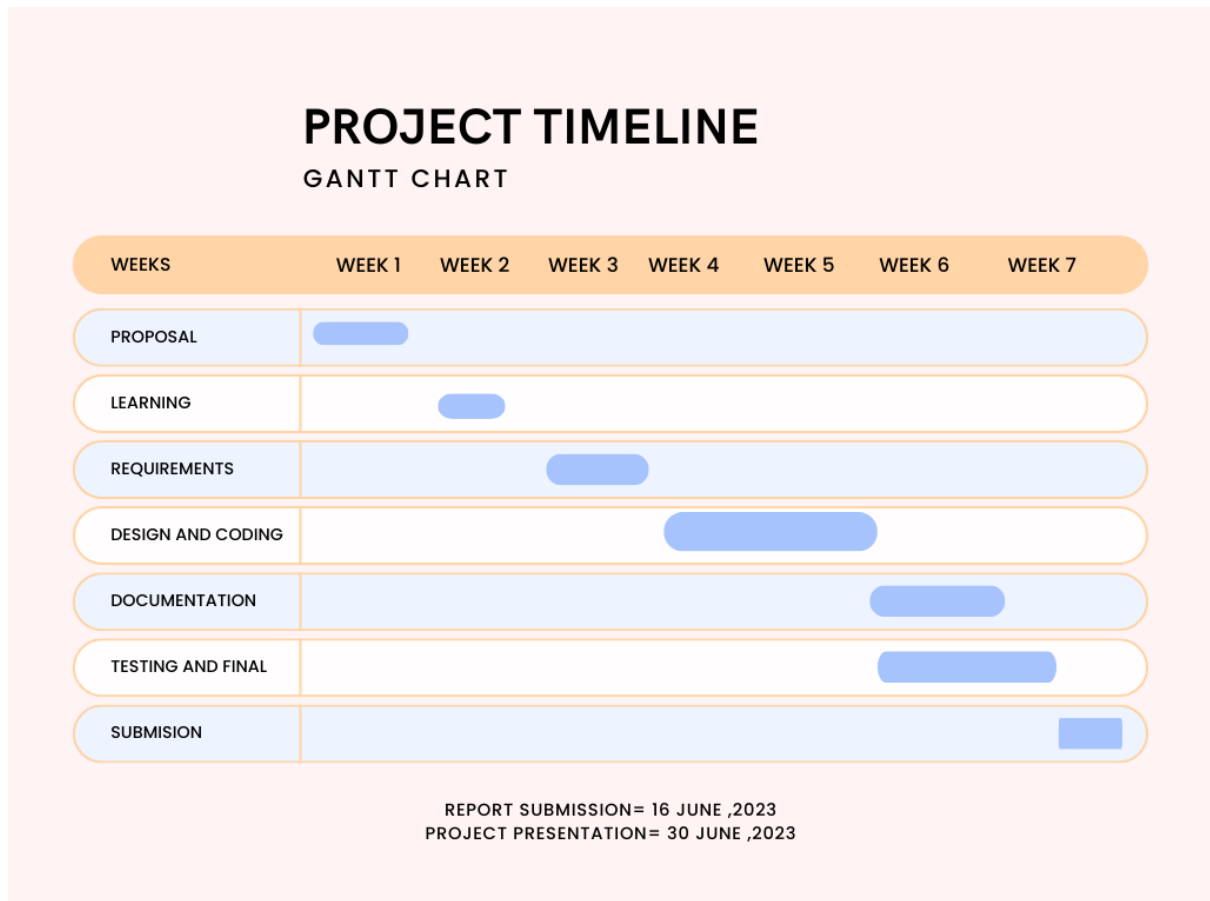 PROJECT TIMELINE
GANTT CHART
WEEKS WEEK 1 WEEK 2 WEEK 3 WEEK 4 WEEK 5 WEEK 6 WEEK 7
PROPOSAL
LEARNING
REQUIREMENTS
DESIGN AND CODING
DOCUMENTATION
TESTING AND FINAL
SUBMISION
REPORT SUBMISSION= 16 JUNE ,2023
PROJECT PRESENTATION= 30 JUNE ,2023